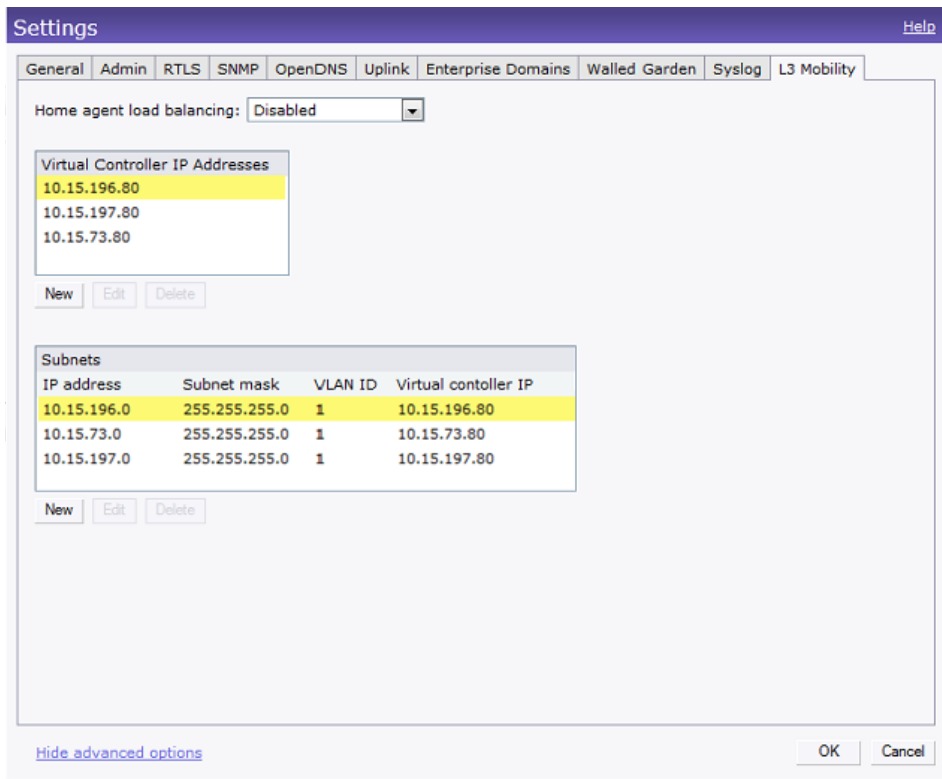 Settings Help
General Admin RTLS SNMP OpenDNS Uplink Enterprise Domains Walled Garden Syslog L3 Mobility
Home agent load balancing: Disabled
Virtual Controller IP Addresses
10.15.196.80
10.15.197.80
10.15.73.80
New Edit Delete
Subnets
IP address Subnet mask VLAN ID Virtual contoller IP
10.15.196.0 255.255.255.0 1 10.15.196.80
10.15.73.0 255.255.255.0 1 10.15.73.80
10.15.197.0 255.255.255.0 1 10.15.197.80
New Edit Delete
Hide advanced options OK Cancel